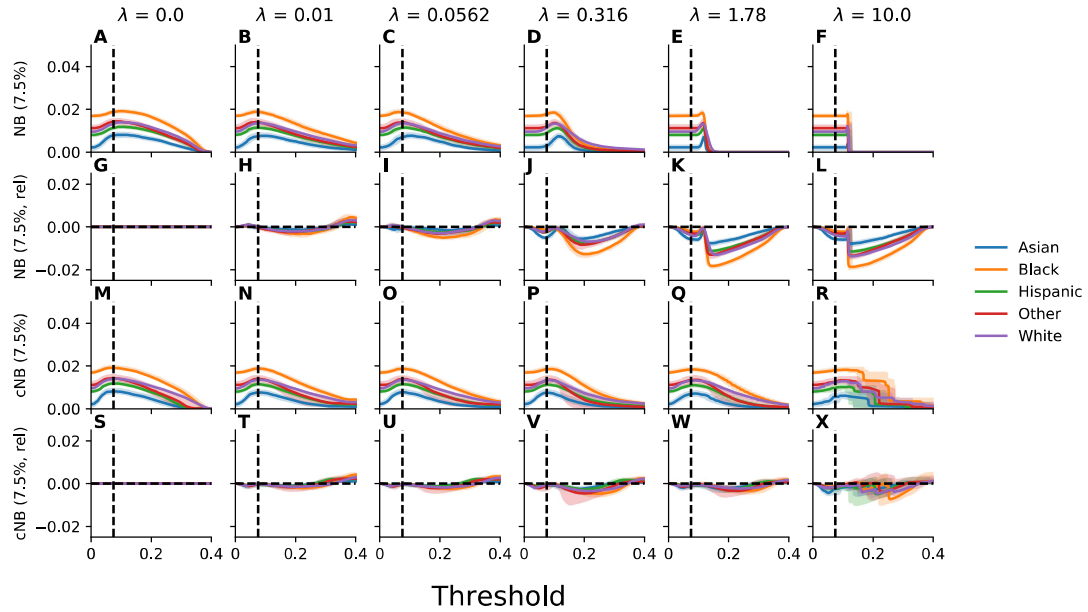 λ = 0.0 λ = 0.01 λ = 0.0562 λ = 0.316 λ = 1.78 λ = 10.0
A B C D E F
NB (7.5%)
0.04
0.02
0.00
G H I J K L
NB (7.5%, rel)
0.02
0.00
−0.02
M N O P Q R
cNB (7.5%)
0.04
0.02
0.00
S T U V W X
cNB (7.5%, rel)
0.02
0.00
−0.02
0 0.2 0.4 0 0.2 0.4 0 0.2 0.4 0 0.2 0.4 0 0.2 0.4 0 0.2 0.4
Threshold
Asian
Black
Hispanic
Other
White